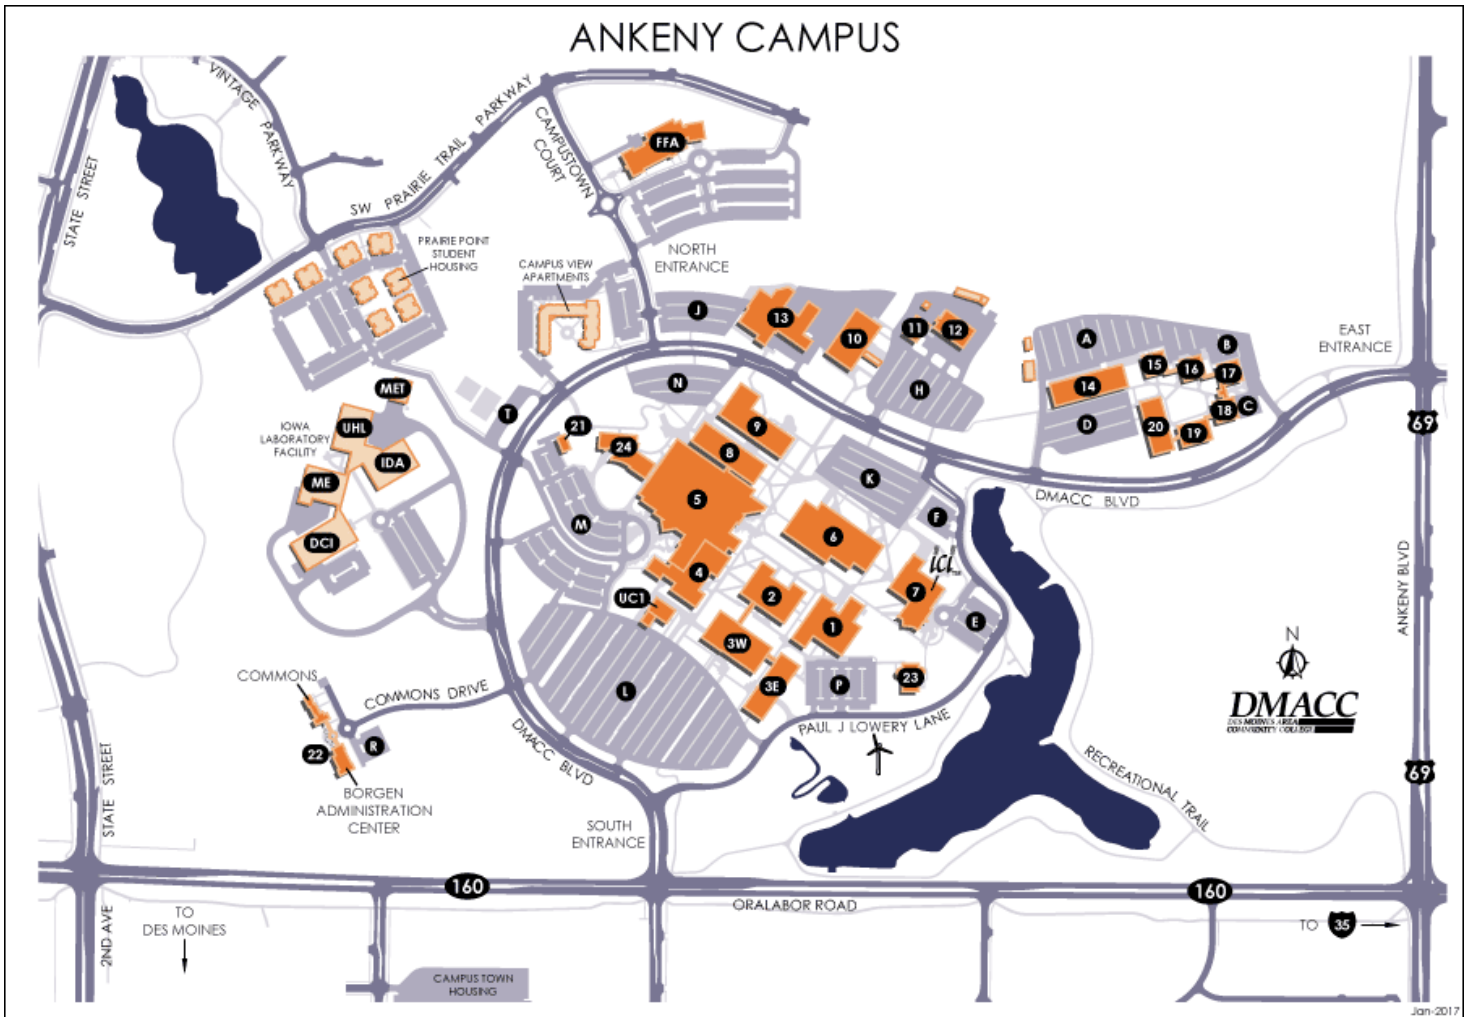 ANKENY CAMPUS
VINTAGE
PARKWAY
STATE STREET
SW PRAIRIE TRAIL PARKWAY
CAMPUSTOWN
COURT
FFA
PRAIRIE POINT
STUDENT
HOUSING
CAMPUS VIEW
APARTMENTS
NORTH
ENTRANCE
J
13
10
11
12
A
B
EAST
ENTRANCE
15
16
17
14
18
C
D
20
19
69
N
H
MET
T
UHL
IOWA
LABORATORY
FACILITY
IDA
ME
DCI
21
24
9
8
5
K
F
M
6
DMACC BLVD
4
2
7
ici
UC1
1
E
3W
3E
P
23
L
ANKENY BLVD
N
DMACC
DES MOINES AREA
COMMUNITY COLLEGE
COMMONS
COMMONS DRIVE
22
R
BORGEN
ADMINISTRATION
CENTER
DMACC BLVD
PAUL J LOWERY LANE
RECREATIONAL TRAIL
69
STATE STREET
SOUTH
ENTRANCE
160
160
ORALABOR ROAD
2ND AVE
TO
DES MOINES
TO 35
CAMPUS TOWN
HOUSING
Jan-2017